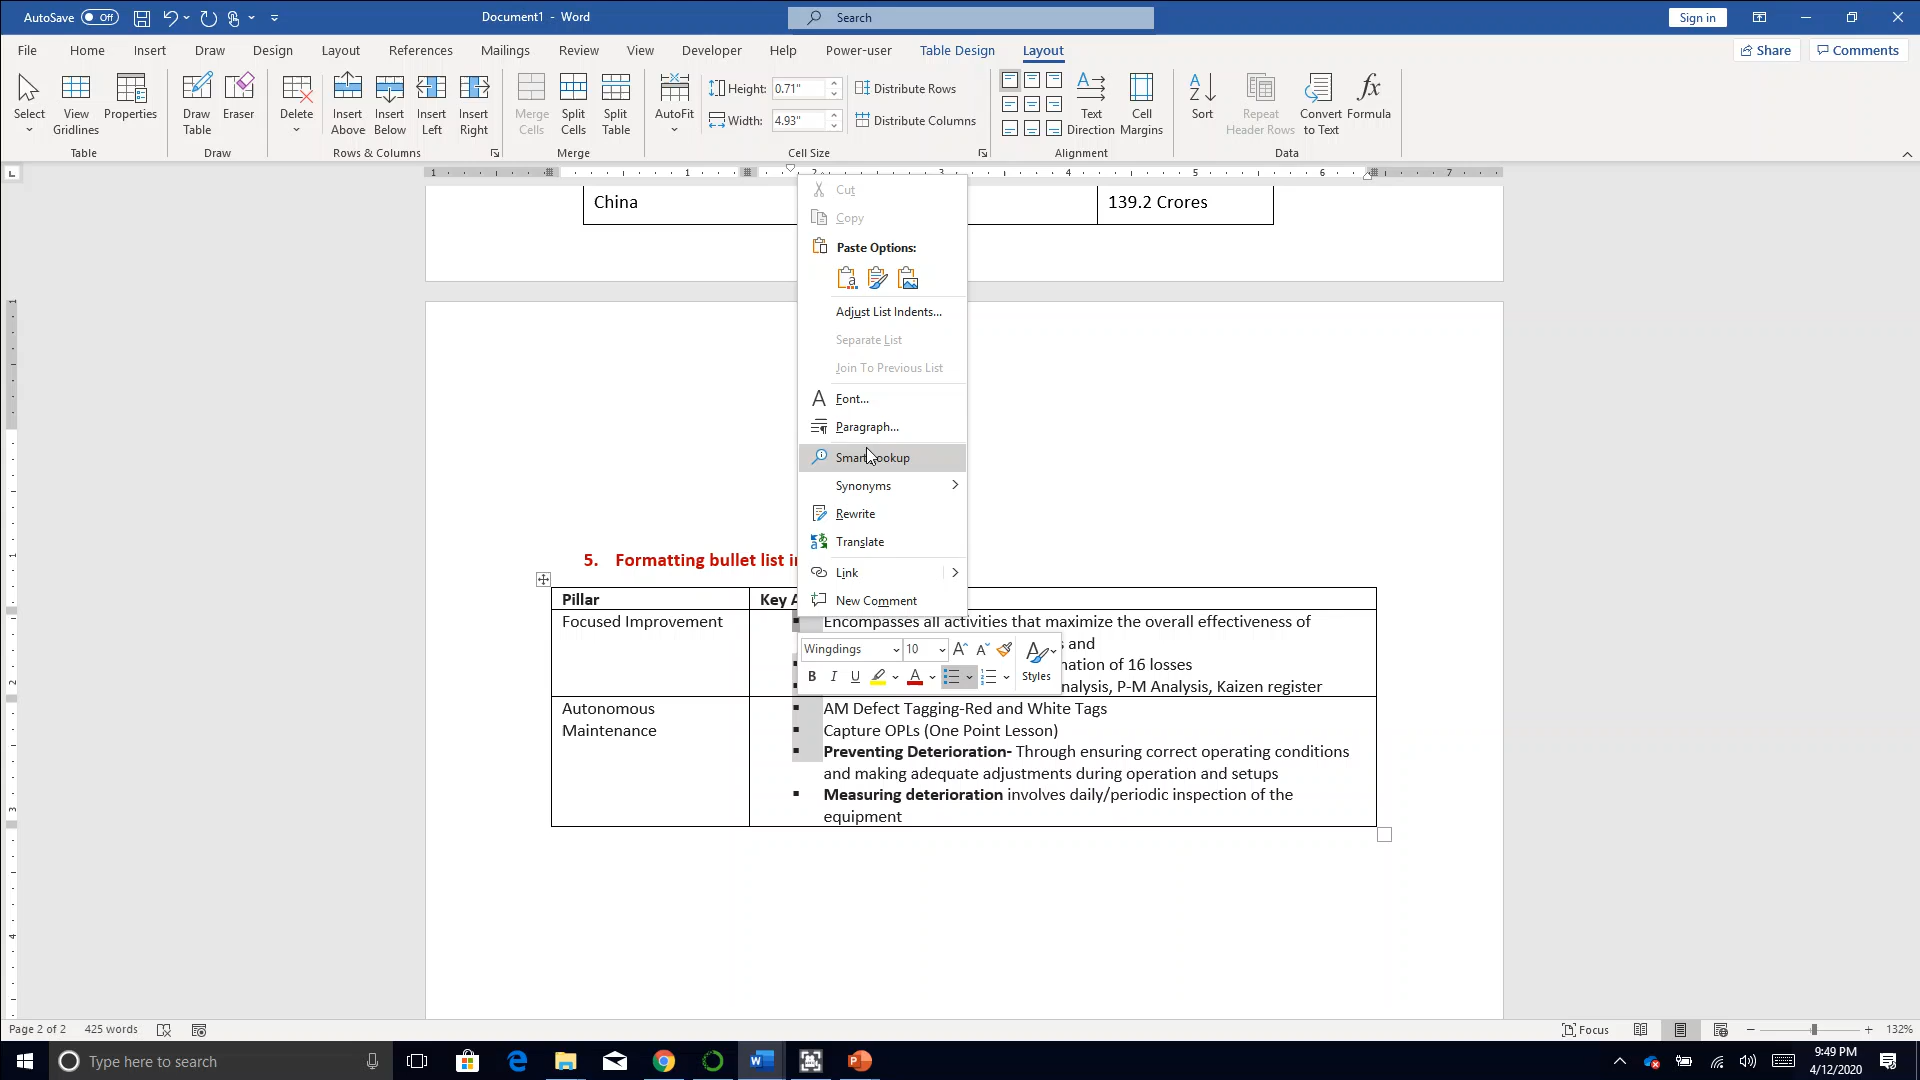 AutoSave Off
Document1 - Word
Search
Sign in
File Home Insert Draw Design Layout References Mailings Review View Developer Help Power-user Table Design Layout
Share Comments
Select
View Gridlines
Properties
Table
Draw Table
Eraser
Draw
Delete
Insert Above
Insert Below
Insert Left
Insert Right
Rows & Columns
Merge Cells
Split Cells
Split Table
Merge
AutoFit
Height: 0.71"
Width: 4.93"
Distribute Rows
Distribute Columns
Cell Size
Text Direction
Cell Margins
Alignment
Sort
Repeat Header Rows
Convert to Text
Formula
Data
1 1 2 3 4 5 6 7
China
139.2 Crores
Cut
Copy
Paste Options:
Adjust List Indents...
Separate List
Join To Previous List
Font...
Paragraph...
Smart Lookup
Synonyms
Rewrite
Translate
Link
New Comment
5. Formatting bullet list i
Pillar
Key A
Focused Improvement
Encompasses all activities that maximize the overall effectiveness of
s and
nation of 16 losses
nalysis, P-M Analysis, Kaizen register
Wingdings 10
B I U A
Styles
Autonomous
Maintenance
AM Defect Tagging-Red and White Tags
Capture OPLs (One Point Lesson)
Preventing Deterioration- Through ensuring correct operating conditions
and making adequate adjustments during operation and setups
Measuring deterioration involves daily/periodic inspection of the
equipment
Page 2 of 2 425 words
Focus
132%
Type here to search
9:49 PM
4/12/2020